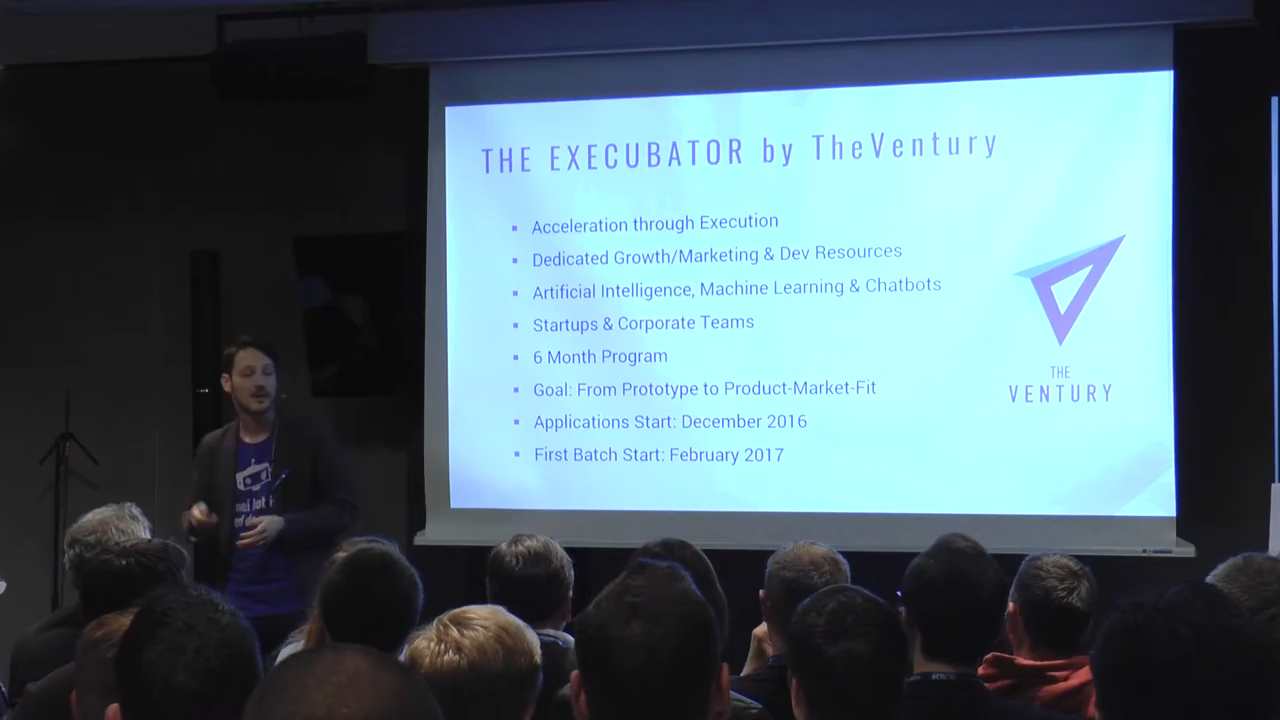 THE EXECUBATOR by TheVentury
▪ Acceleration through Execution
▪ Dedicated Growth/Marketing & Dev Resources
▪ Artificial Intelligence, Machine Learning & Chatbots
▪ Startups & Corporate Teams
▪ 6 Month Program
▪ Goal: From Prototype to Product-Market-Fit
▪ Applications Start: December 2016
▪ First Batch Start: February 2017
THE
VENTURY